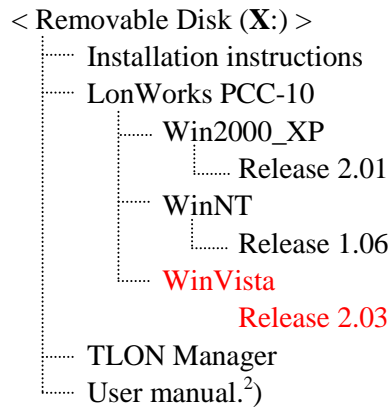 < Removable Disk (X:) >
Installation instructions
LonWorks PCC-10
Win2000_XP
Release 2.01
WinNT
Release 1.06
WinVista
Release 2.03
TLON Manager
User manual.²)